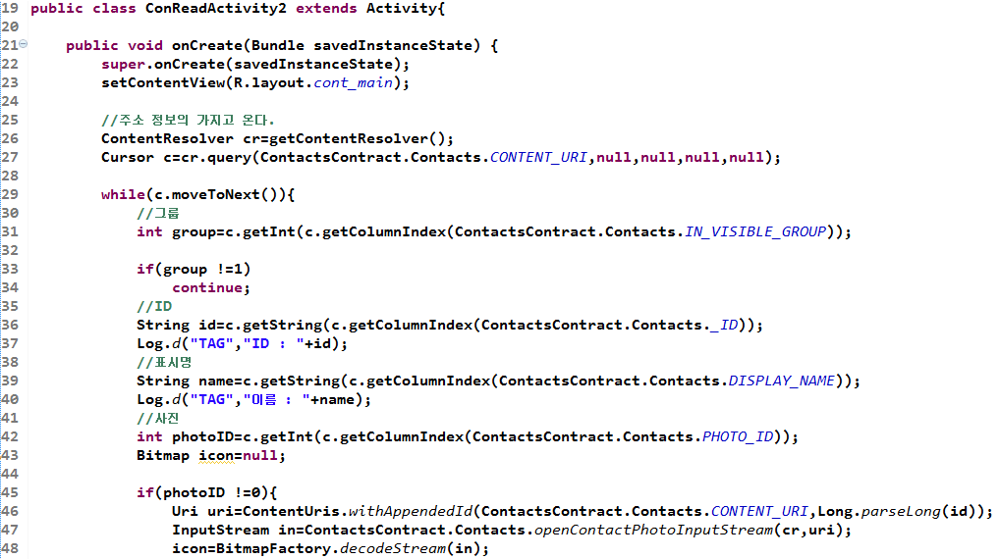 19 public class ConReadActivity2 extends Activity{
20
21 public void onCreate(Bundle savedInstanceState) {
22 super.onCreate(savedInstanceState);
23 setContentView(R.layout.cont_main);
24
25 //주소 정보의 가지고 온다.
26 ContentResolver cr=getContentResolver();
27 Cursor c=cr.query(ContactsContract.Contacts.CONTENT_URI,null,null,null,null);
28
29 while(c.moveToNext()){
30 //그룹
31 int group=c.getInt(c.getColumnIndex(ContactsContract.Contacts.IN_VISIBLE_GROUP));
32
33 if(group !=1)
34 continue;
35 //ID
36 String id=c.getString(c.getColumnIndex(ContactsContract.Contacts._ID));
37 Log.d("TAG","ID : "+id);
38 //표시명
39 String name=c.getString(c.getColumnIndex(ContactsContract.Contacts.DISPLAY_NAME));
40 Log.d("TAG","이름 : "+name);
41 //사진
42 int photoID=c.getInt(c.getColumnIndex(ContactsContract.Contacts.PHOTO_ID));
43 Bitmap icon=null;
44
45 if(photoID !=0){
46 Uri uri=ContentUris.withAppendedId(ContactsContract.Contacts.CONTENT_URI,Long.parseLong(id));
47 InputStream in=ContactsContract.Contacts.openContactPhotoInputStream(cr,uri);
48 icon=BitmapFactory.decodeStream(in);